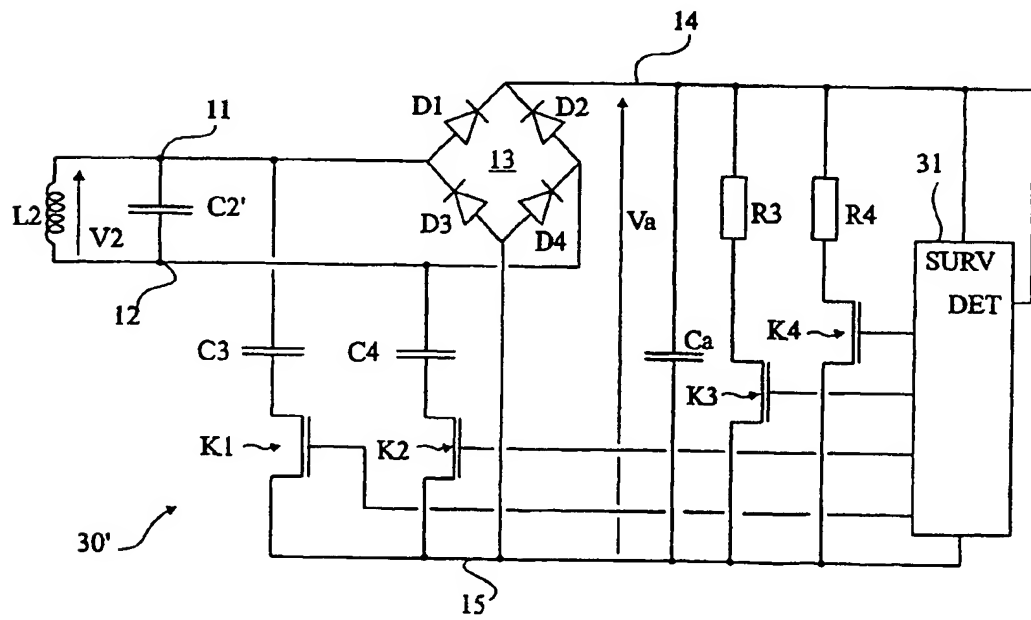 14
11
D1
D2
13
31
L2
V2
C2'
D3
D4
Va
R3
R4
SURV
DET
12
C3
C4
Ca
K4
K3
K1
K2
30'
15